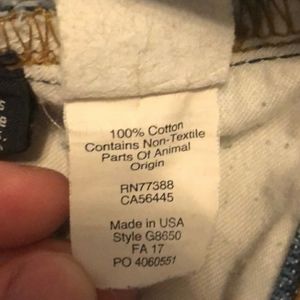 100% Cotton
Contains Non-Textile
Parts Of Animal
Origin
RN77388
CA56445
Made in USA
Style G8650
FA 17
PO 4060551